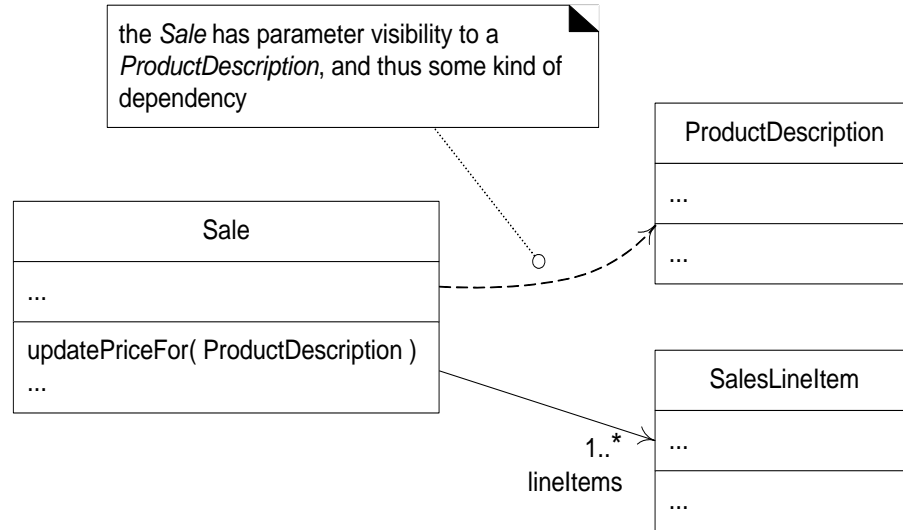 the Sale has parameter visibility to a
ProductDescription, and thus some kind of
dependency
ProductDescription
...
...
Sale
...
updatePriceFor( ProductDescription )
...
SalesLineItem
...
...
1..*
lineItems